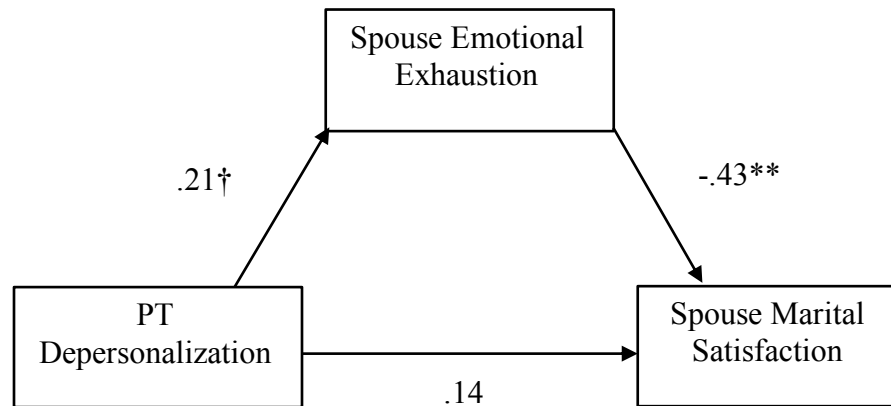 Spouse Emotional
Exhaustion
.21†
-.43**
PT
Depersonalization
Spouse Marital
Satisfaction
.14